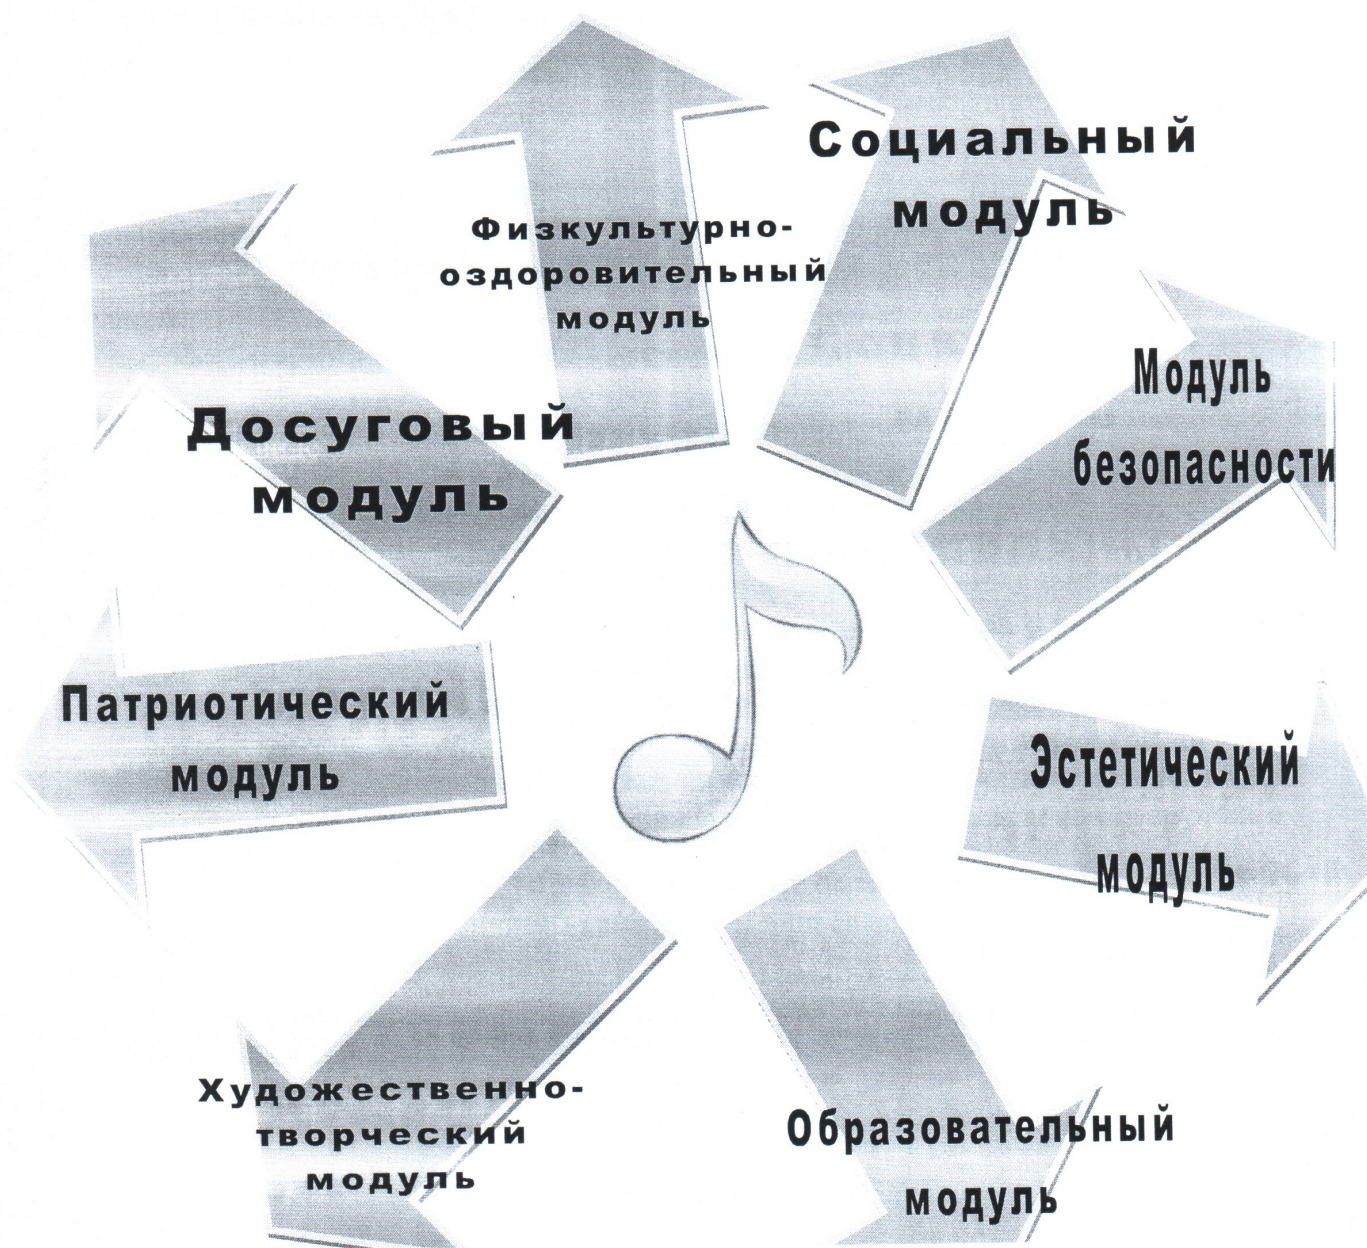 Социальный
модуль
Физкультурно-
оздоровительный
модуль
Модуль
безопасности
Досуговый
модуль
Патриотический
модуль
Эстетический
модуль
Художественно-
творческий
модуль
Образовательный
модуль